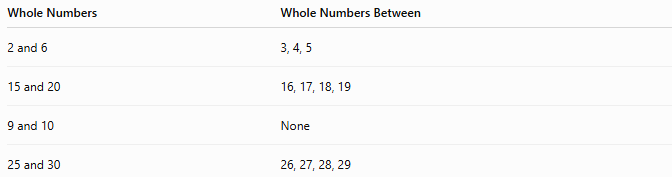 Whole Numbers Whole Numbers Between
2 and 6 3, 4, 5
15 and 20 16, 17, 18, 19
9 and 10 None
25 and 30 26, 27, 28, 29